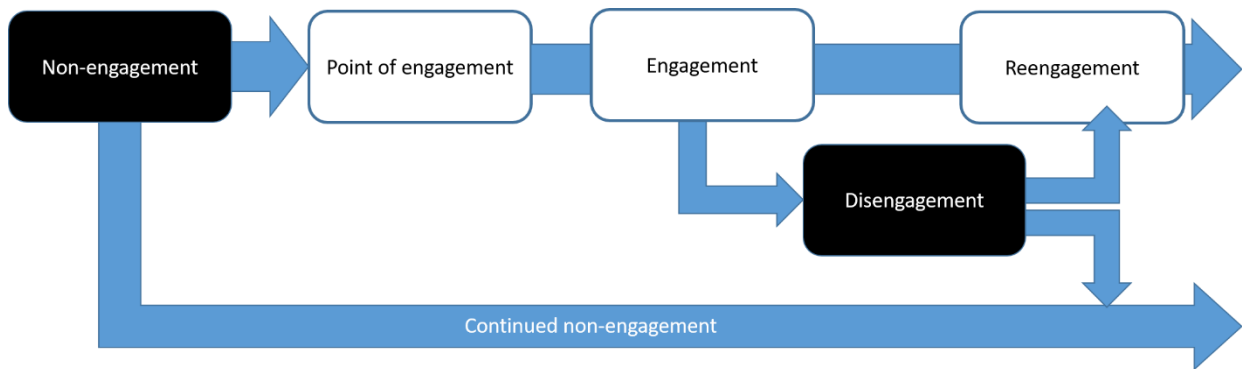 Non-engagement
Point of engagement
Engagement
Reengagement
Disengagement
Continued non-engagement